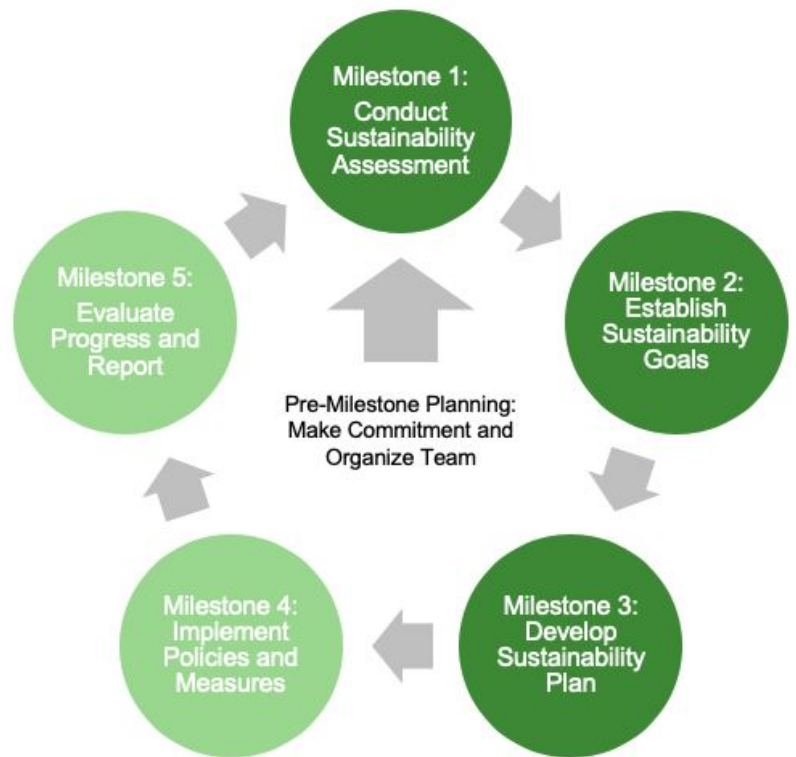 Milestone 1:
Conduct
Sustainability
Assessment
Milestone 2:
Establish
Sustainability
Goals
Milestone 3:
Develop
Sustainability
Plan
Milestone 4:
Implement
Policies and
Measures
Milestone 5:
Evaluate
Progress and
Report
Pre-Milestone Planning:
Make Commitment and
Organize Team